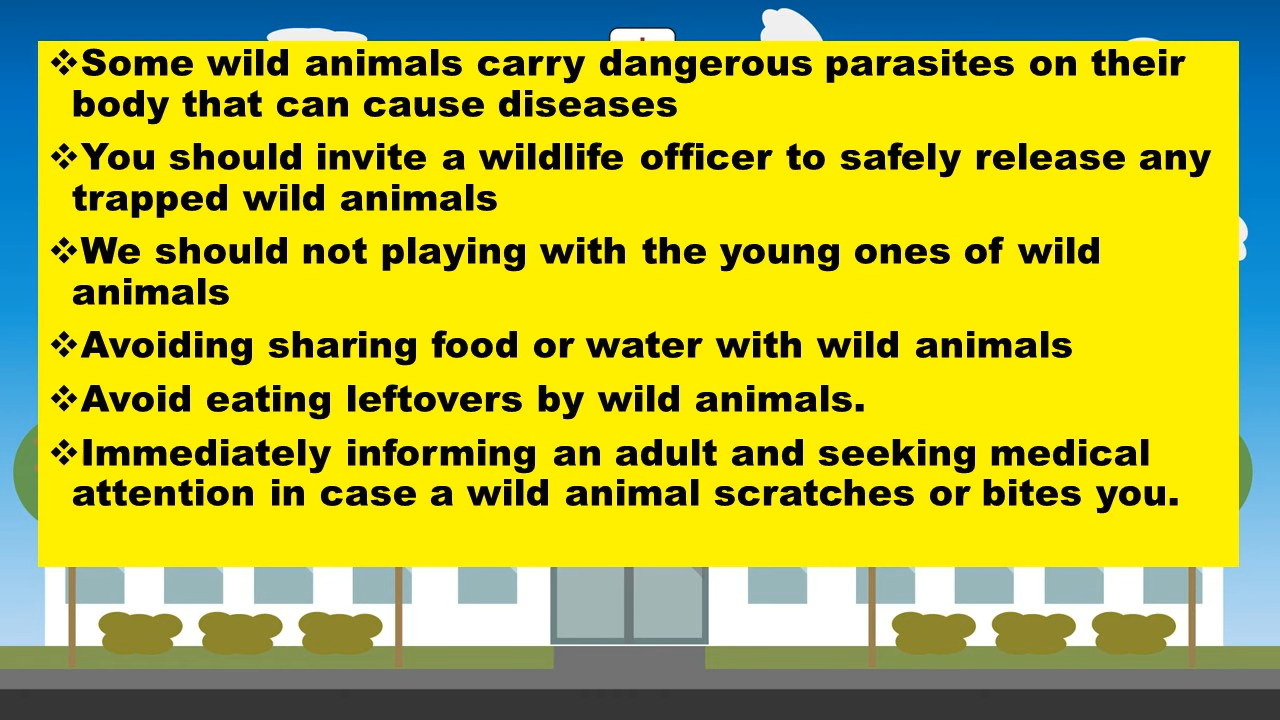 ❖Some wild animals carry dangerous parasites on their
body that can cause diseases
❖You should invite a wildlife officer to safely release any
trapped wild animals
❖We should not playing with the young ones of wild
animals
❖Avoiding sharing food or water with wild animals
❖Avoid eating leftovers by wild animals.
❖Immediately informing an adult and seeking medical
attention in case a wild animal scratches or bites you.